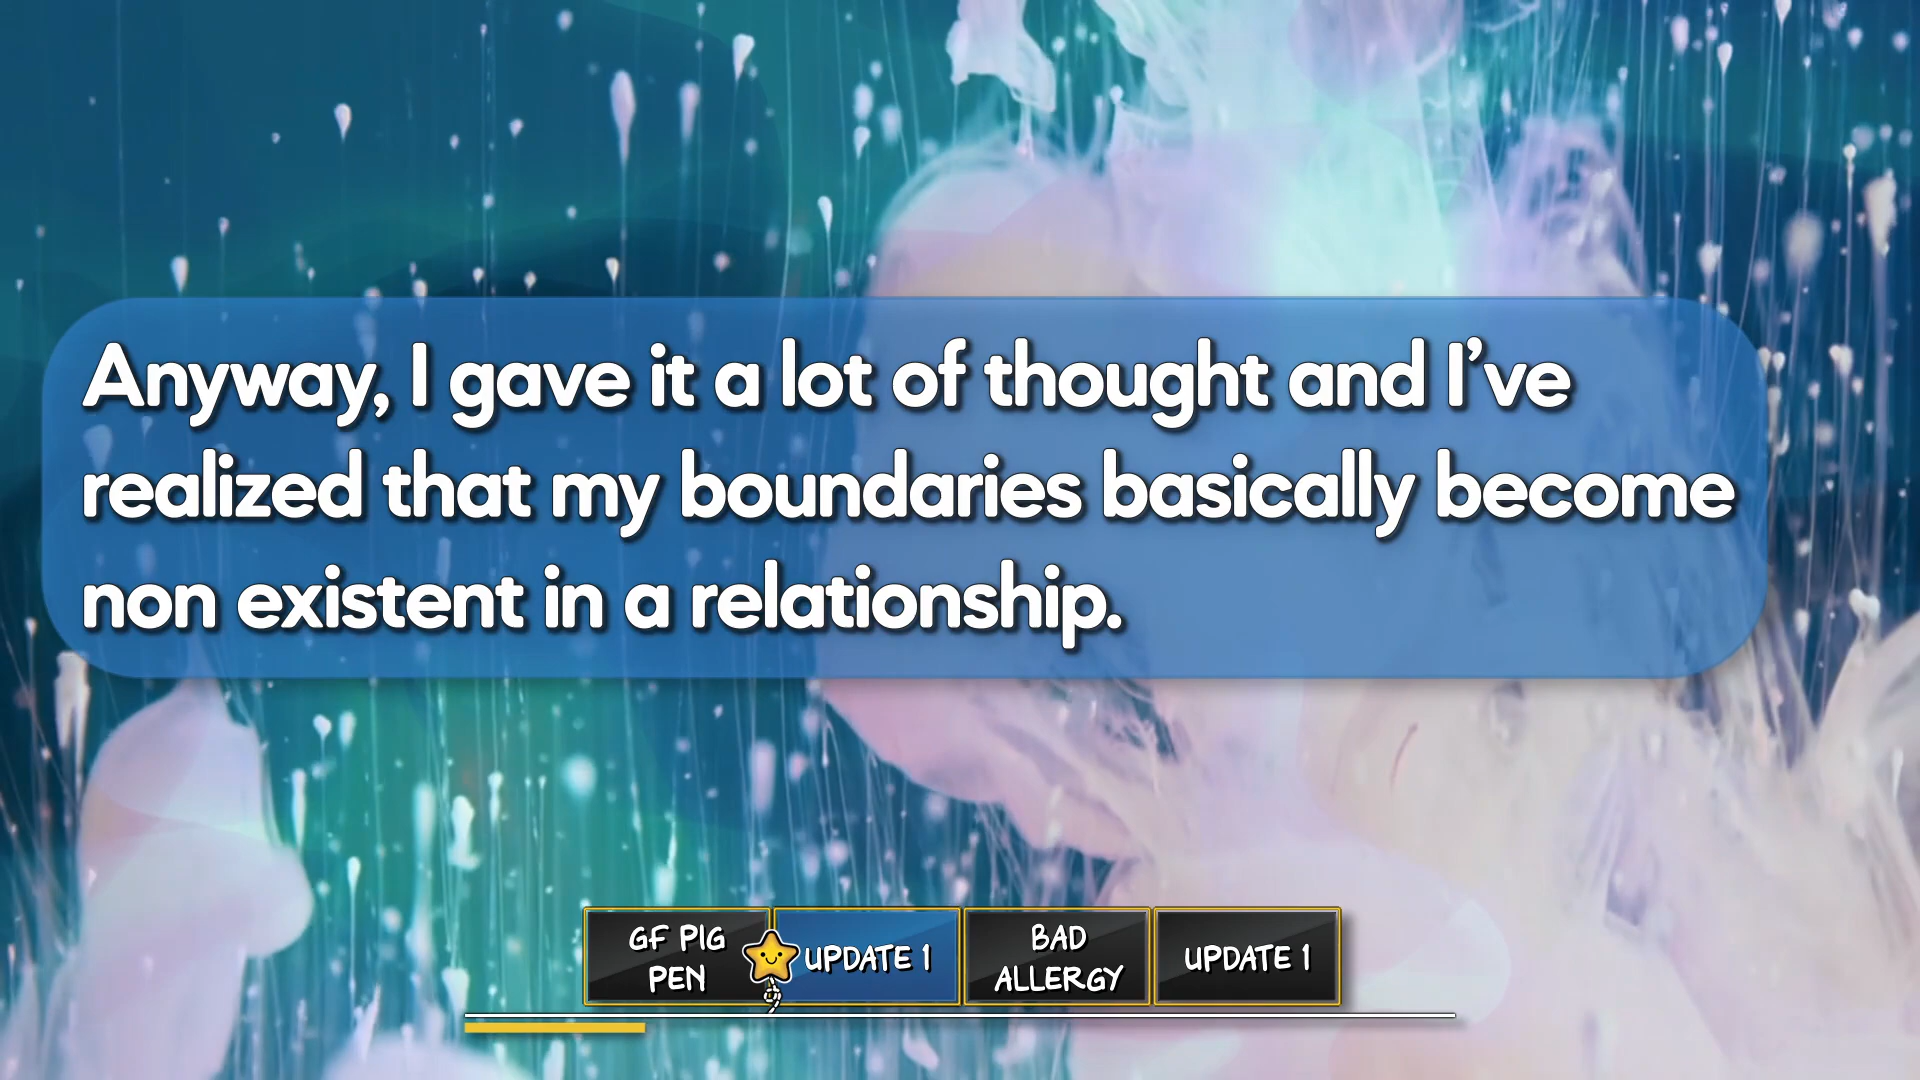 Anyway, I gave it a lot of thought and I’ve
realized that my boundaries basically become
non existent in a relationship.
GF PIG
PEN
UPDATE 1
BAD
ALLERGY
UPDATE 1